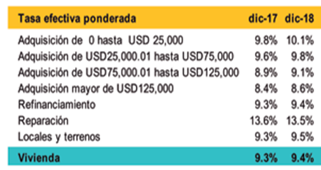 Tasa efectiva ponderada dic-17 dic-18
Adquisición de 0 hasta USD 25,000 9.8% 10.1%
Adquisición de USD25,000.01 hasta USD75,000 9.6% 9.8%
Adquisición de USD75,000.01 hasta USD125,000 8.9% 9.1%
Adquisición mayor de USD125,000 8.4% 8.6%
Refinanciamiento 9.3% 9.4%
Reparación 13.6% 13.5%
Locales y terrenos 9.3% 9.5%
Vivienda 9.3% 9.4%